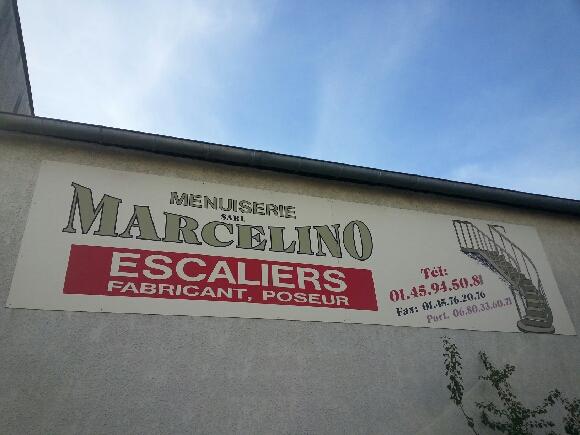 MENUISERIE
SARL
MARCELINO
ESCALIERS
FABRICANT, POSEUR
Tél:
01.45.94.50.81
Fax: 01.45.76.20.76
Port. 06.80.33.60.71